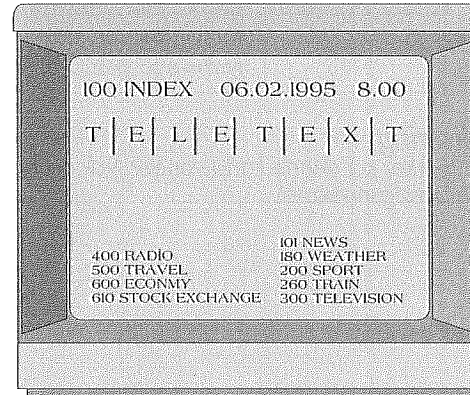 100 INDEX 06.02.1995 8.00
T|E|L|E|T|E|X|T
400 RADİO
500 TRAVEL
600 ECONMY
610 STOCK EXCHANGE
101 NEWS
180 WEATHER
200 SPORT
260 TRAIN
300 TELEVISION